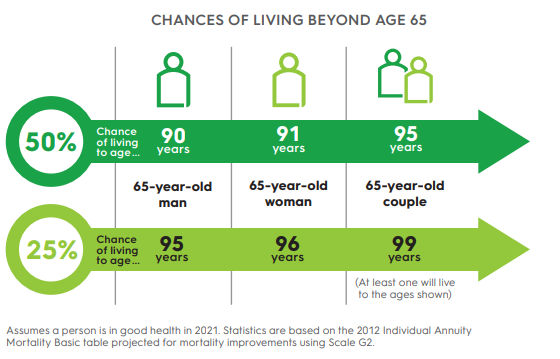 CHANCES OF LIVING BEYOND AGE 65
50%
Chance
of living
to age...
90
years
91
years
95
years
65-year-old
man
65-year-old
woman
65-year-old
couple
25%
Chance
of living
to age...
95
years
96
years
99
years
(At least one will live
to the ages shown)
Assumes a person is in good health in 2021. Statistics are based on the 2012 Individual Annuity
Mortality Basic table projected for mortality improvements using Scale G2.